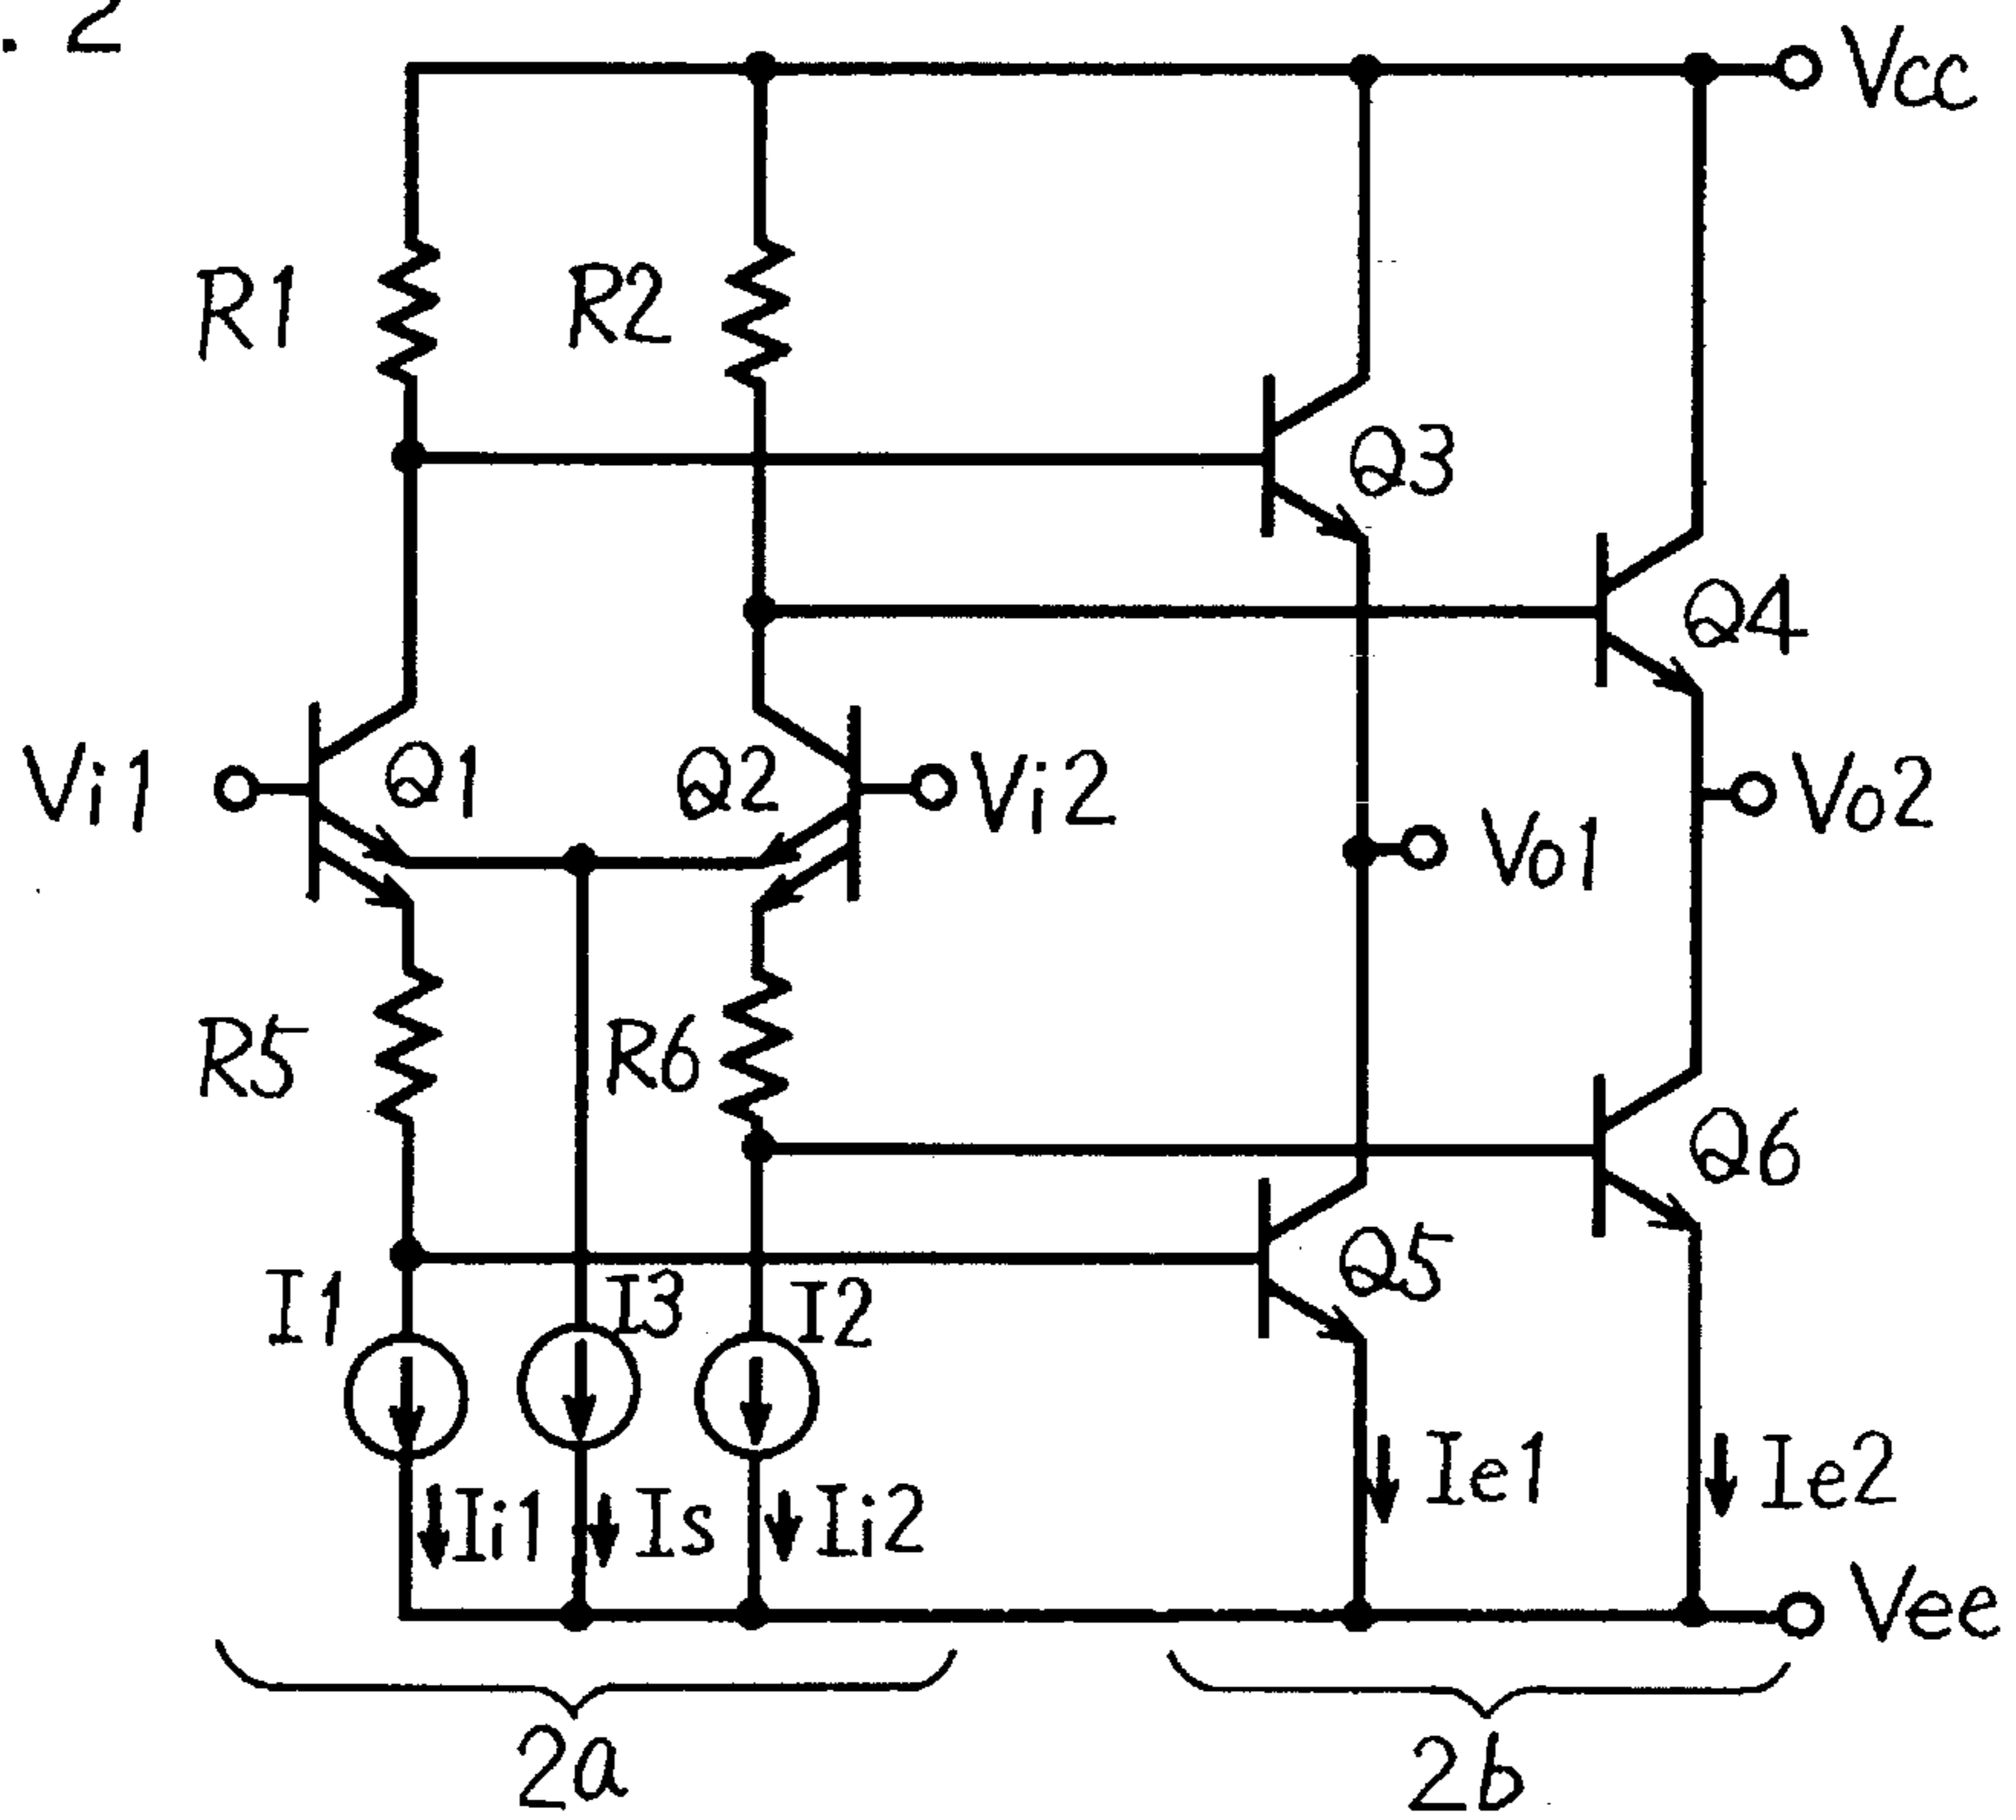 . 2
Vcc
R1
R2
Q3
Q4
Vi1
Q1
Q2
Vi2
Vo1
Vo2
R5
R6
Q6
Q5
I1
I3
I2
Ie1
Ie2
Ii1
Is
Ii2
Vee
2a
2b